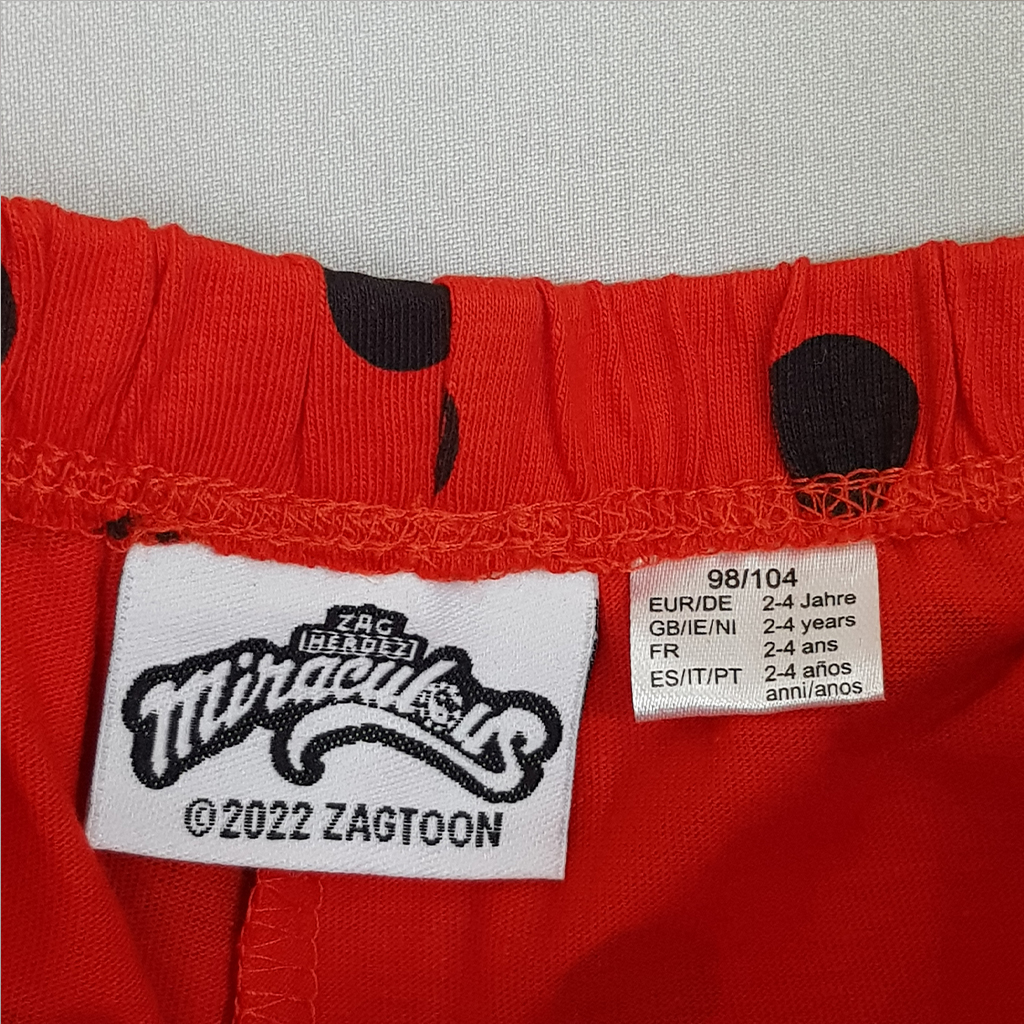 ZAG
HEROEZ
Miraculous
©2022 ZAGTOON
98/104
EUR/DE 2-4 Jahre
GB/IE/NI 2-4 years
FR 2-4 ans
ES/IT/PT 2-4 años
anni/anos